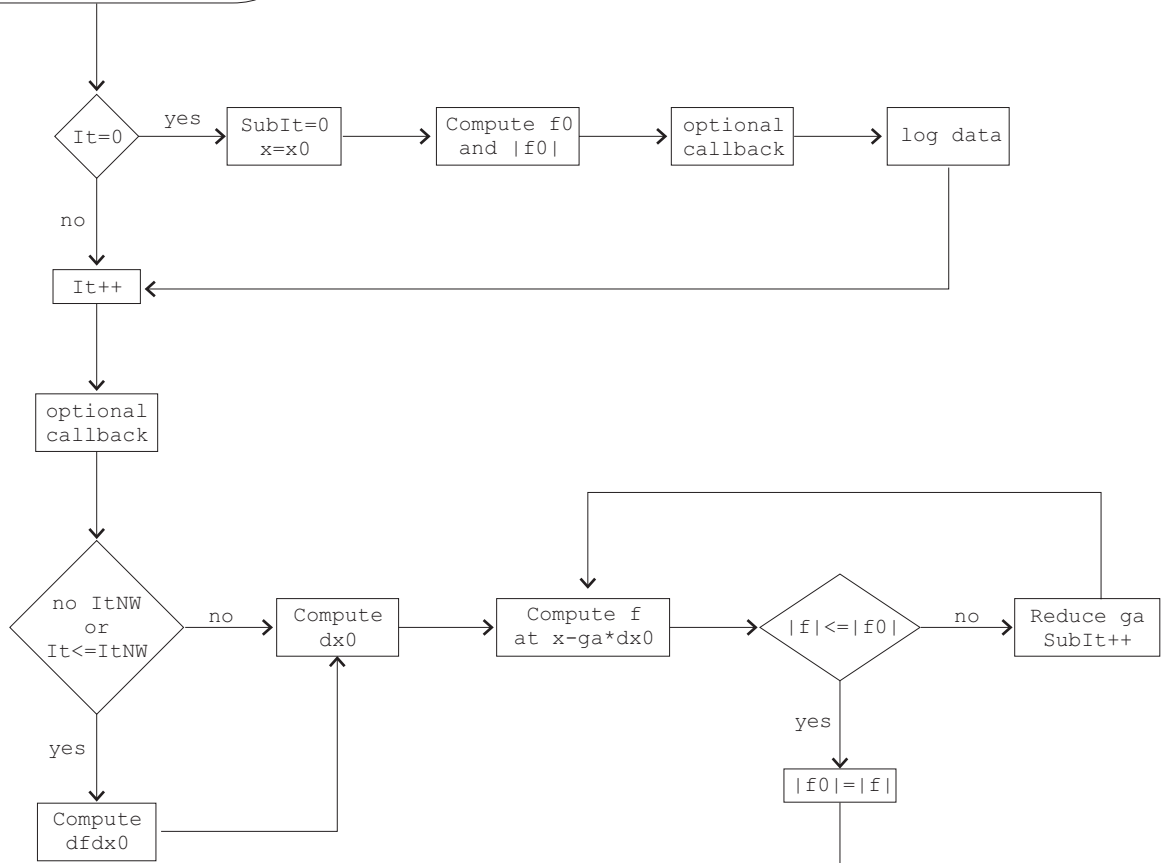 It=0
yes
SubIt=0
x=x0
Compute f0
and |f0|
optional
callback
log data
no
It++
optional
callback
no ItNW
or
It<=ItNW
no
Compute
dx0
Compute f
at x-ga*dx0
|f|<=|f0|
no
Reduce ga
SubIt++
yes
yes
|f0|=|f|
Compute
dfdx0